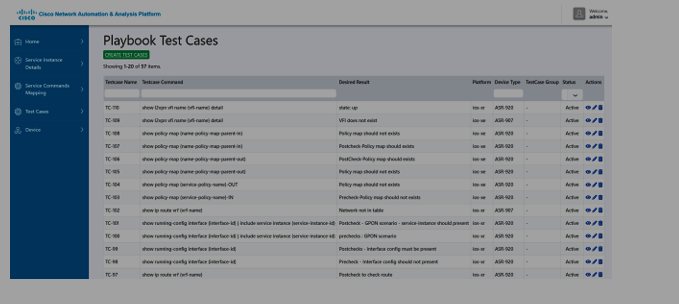 CISCO Cisco Network Automation & Analysis Platform
Welcome,
admin
Home
Service Instance
Details
Service Commands
Mapping
Test Cases
Device
Playbook Test Cases
CREATE TEST CASES
Showing 1-20 of 57 items.
Testcase Name Testcase Command Desired Result Platform Device Type TestCase Group Status Actions
TC-110 show l2vpn vfi name (vfi-name) detail static up ios-xr ASR-920 - Active
TC-109 show l2vpn vfi name (vfi-name) detail VFI does not exist ios-xe ASR-907 - Active
TC-108 show policy-map (name-policy-map-parent-in) Policy map should not exists ios-xe ASR-920 - Active
TC-107 show policy-map (name-policy-map-parent-in) Postcheck-Policy map should exists ios-xe ASR-920 - Active
TC-106 show policy-map (name-policy-map-parent-out) PostCheck-Policy map should exists ios-xe ASR-920 - Active
TC-105 show policy-map (name-policy-map-parent-out) Policy map should not exists ios-xe ASR-920 - Active
TC-104 show policy-map (service-policy-name)-OUT Policy map should not exists ios-xe ASR-920 - Active
TC-103 show policy-map (service-policy-name)-IN Precheck-Policy map should not exists ios-xe ASR-920 - Active
TC-102 show ip route vrf (vrf-name) Network not in table ios-xr ASR-907 - Active
TC-101 show running-config interface [interface-id] | include service instance [service-instance-id] Postcheck - GPON scenario - service-instance should present ios-xr ASR-920 - Active
TC-100 show running-config interface [interface-id] | include service instance [service-instance-id] prechecks : GPON scenario ios-xr ASR-920 - Active
TC-99 show running-config interface [interface-id] Postchecks - Interface config must be present ios-xr ASR-920 - Active
TC-98 show running-config interface [interface-id] Precheck - Interface config should not present ios-xr ASR-920 - Active
TC-97 show ip route vrf (vrf-name) Postcheck to check route ios-xr ASR-920 - Active